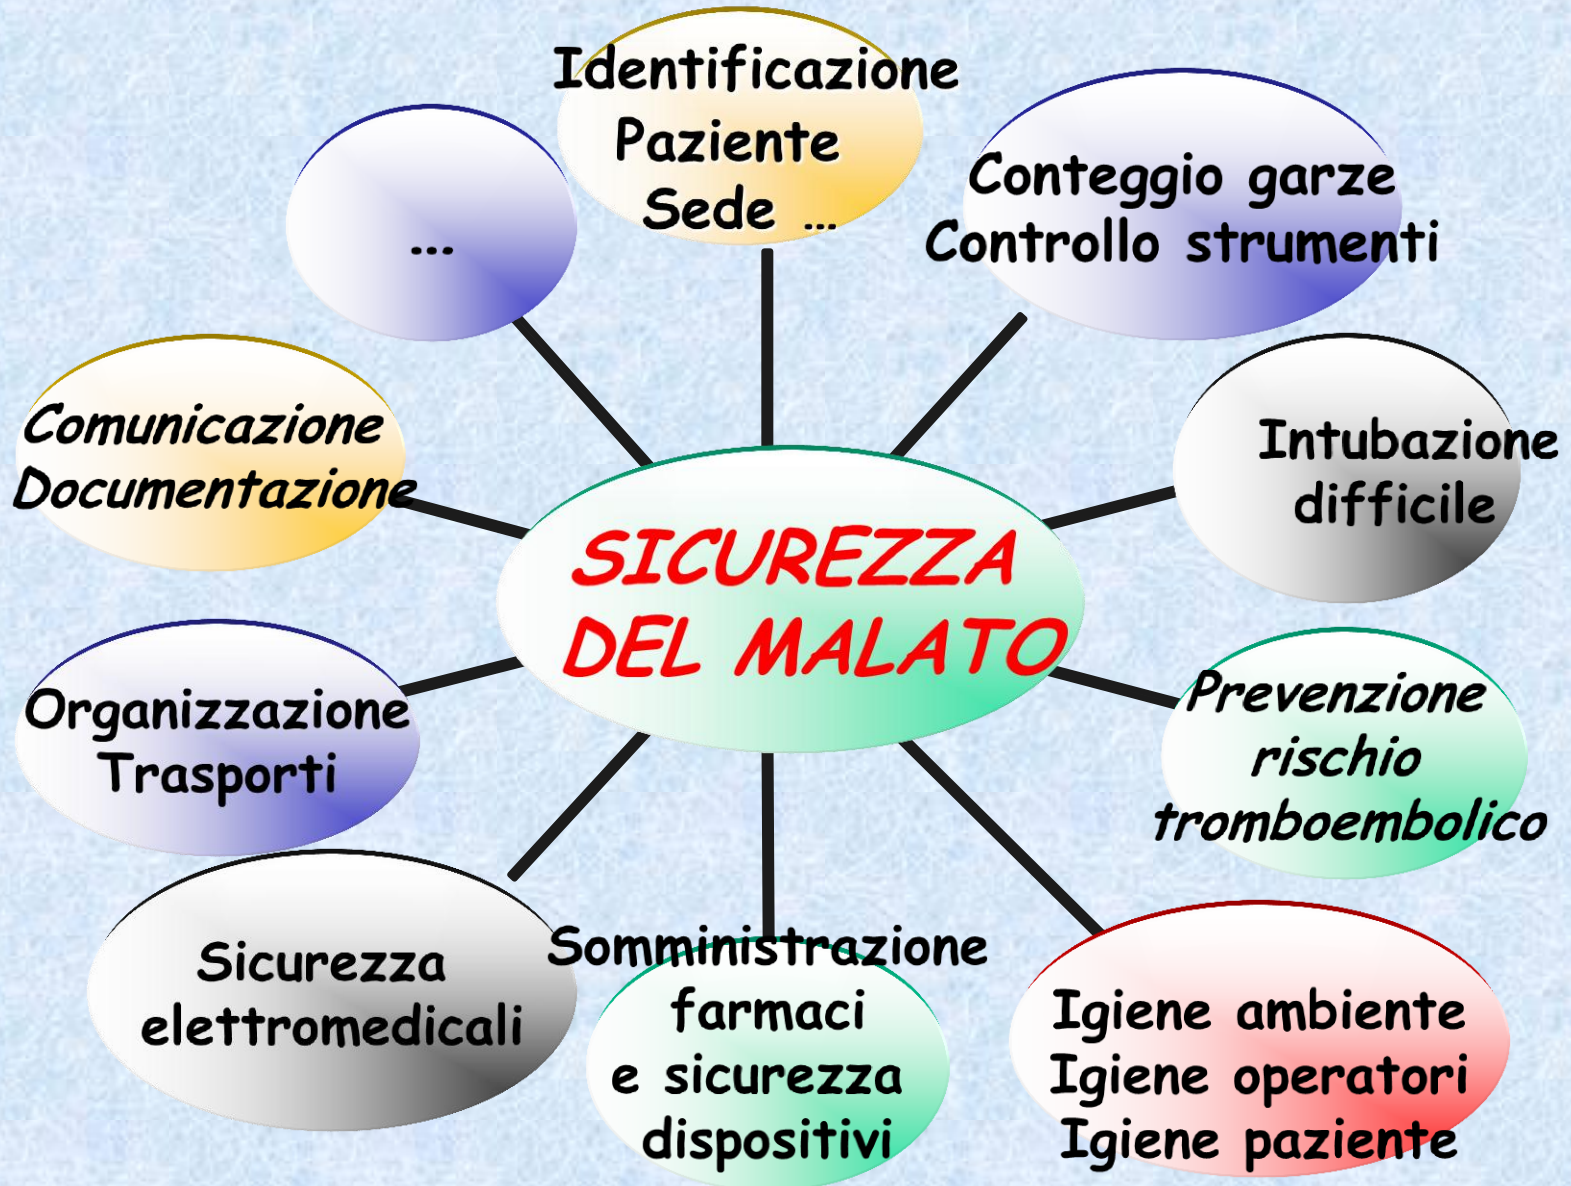 Identificazione
Paziente
Sede ...
Conteggio garze
Controllo strumenti
Intubazione
difficile
Prevenzione
rischio
tromboembolico
Igiene ambiente
Igiene operatori
Igiene paziente
Somministrazione
farmaci
e sicurezza
dispositivi
Sicurezza
elettromedicali
Organizzazione
Trasporti
Comunicazione
Documentazione
...
SICUREZZA
DEL MALATO